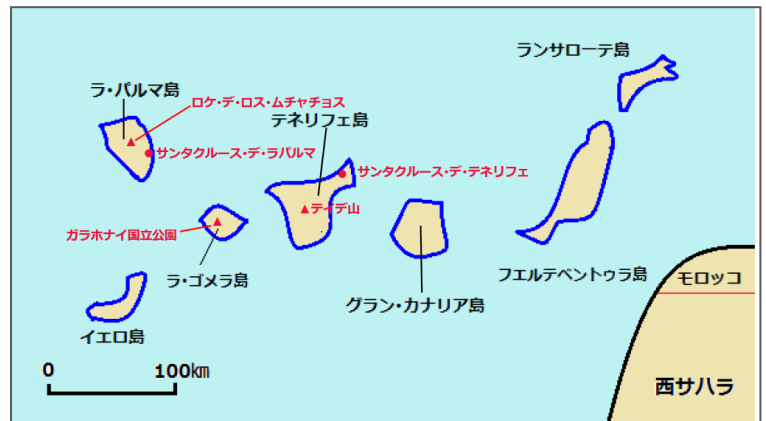 ランサローテ島
ラ・パルマ島
ロケ・デ・ロス・ムチャチョス
テネリフェ島
サンタクルース・デ・ラパルマ
サンタクルース・デ・テネリフェ
テイデ山
ガラホナイ国立公園
ラ・ゴメラ島
フエルテベントゥラ島
モロッコ
グラン・カナリア島
イエロ島
0 100㎞
西サハラ